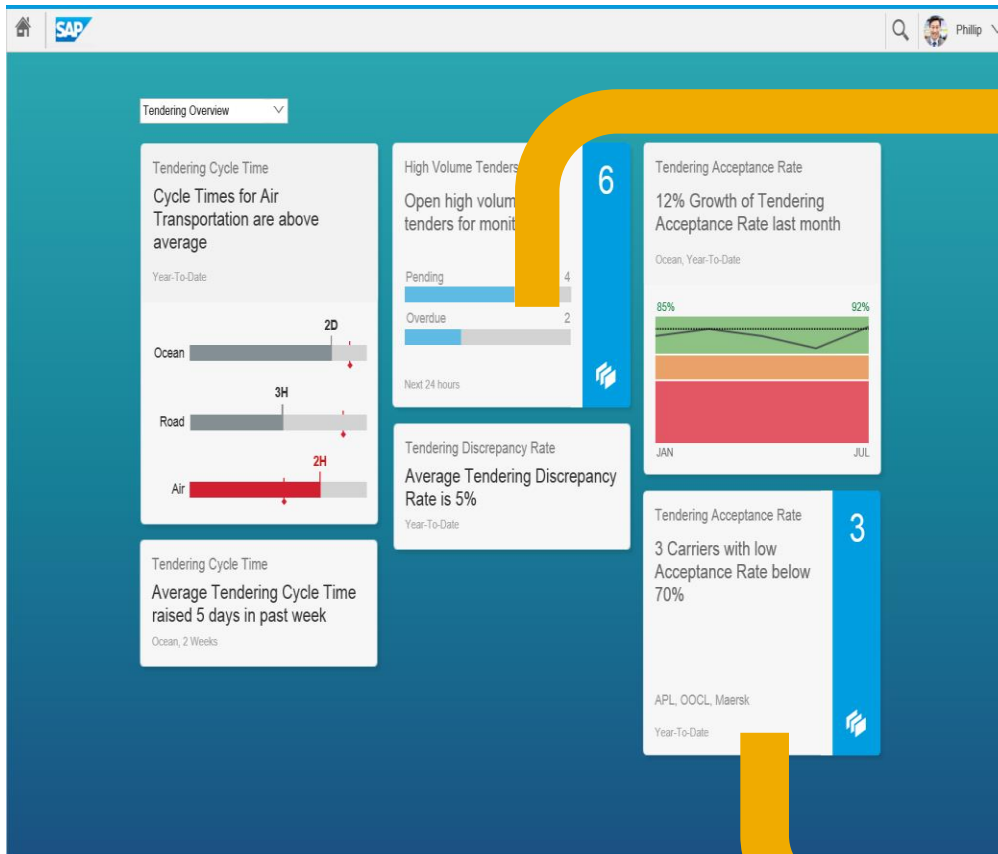 SAP
Phillip
Tendering Overview
Tendering Cycle Time
Cycle Times for Air
Transportation are above
average
Year-To-Date
2D
Ocean
3H
Road
2H
Air
Tendering Cycle Time
Average Tendering Cycle Time
raised 5 days in past week
Ocean, 2 Weeks
High Volume Tenders
6
Open high
tenders for
Pending 4
Overdue 2
Next 24 hours
Tendering Discrepancy Rate
Average Tendering Discrepancy
Rate is 5%
Year-To-Date
Tendering Acceptance Rate
12% Growth of Tendering
Acceptance Rate last month
Ocean, Year-To-Date
85% 92%
JAN JUL
Tendering Acceptance Rate
3
3 Carriers with low
Acceptance Rate below
70%
APL, OOCL, Maersk
Year-To-Date